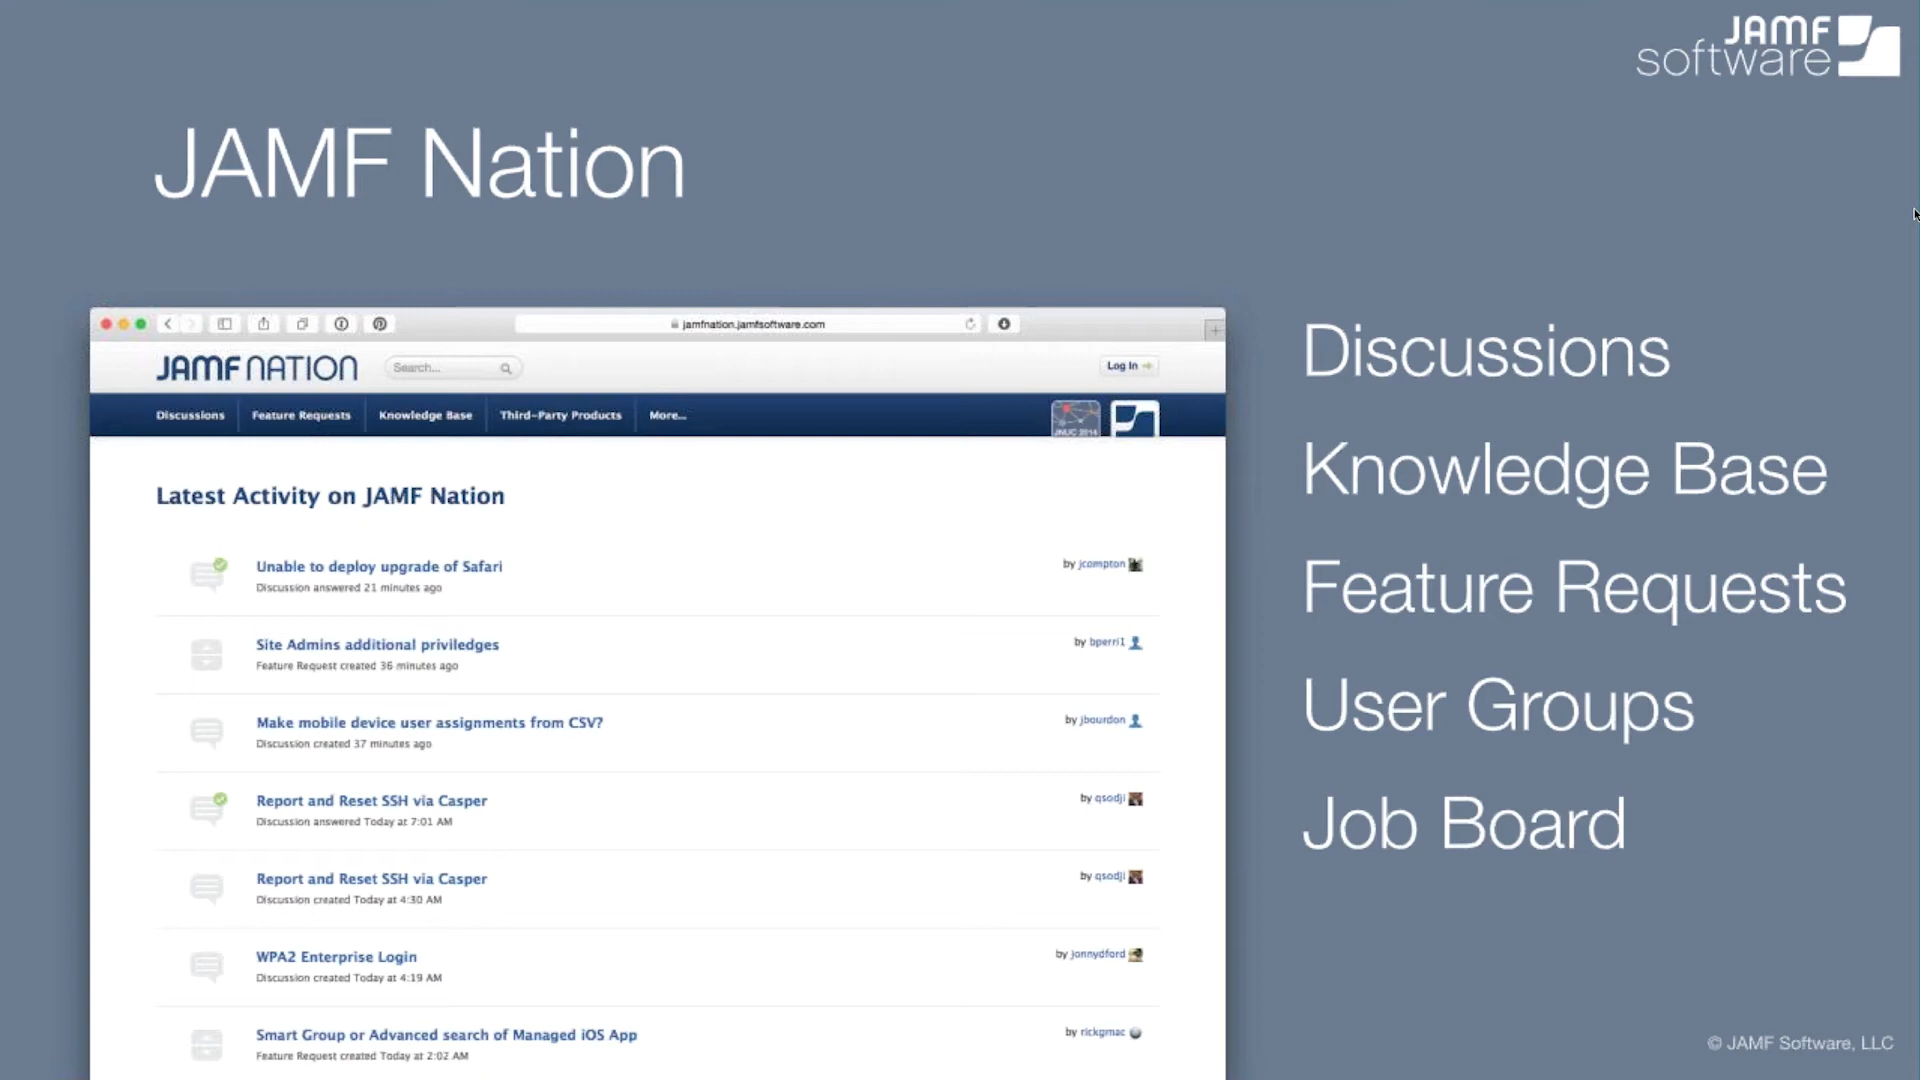 JAMF
software
JAMF Nation
jamfnation.jamfsoftware.com
JAMF NATION
Search...
Log In
Discussions
Feature Requests
Knowledge Base
Third-Party Products
More...
JNUC 2014
Latest Activity on JAMF Nation
Unable to deploy upgrade of Safari
by jcompton
Discussion answered 21 minutes ago
Site Admins additional priviledges
by bperri1
Feature Request created 36 minutes ago
Make mobile device user assignments from CSV?
by jbourdon
Discussion created 37 minutes ago
Report and Reset SSH via Casper
by qsodji
Discussion answered Today at 7:01 AM
Report and Reset SSH via Casper
by qsodji
Discussion created Today at 4:30 AM
WPA2 Enterprise Login
by jonnydford
Discussion created Today at 4:19 AM
Smart Group or Advanced search of Managed iOS App
by rickgmac
Feature Request created Today at 2:02 AM
Discussions
Knowledge Base
Feature Requests
User Groups
Job Board
© JAMF Software, LLC